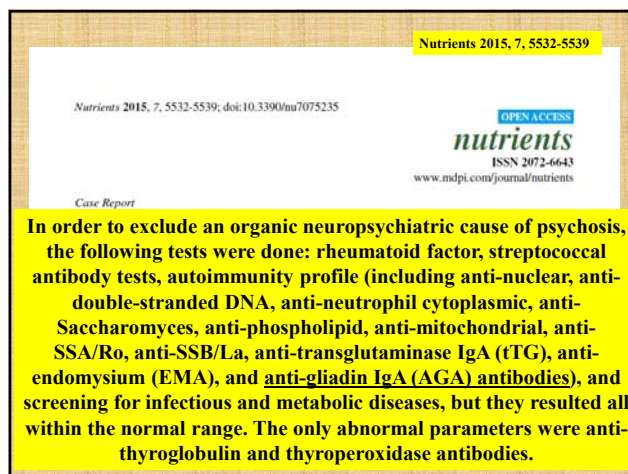 Nutrients 2015, 7, 5532-5539
Nutrients 2015, 7, 5532-5539; doi:10.3390/nu7075235
OPEN ACCESS
nutrients
ISSN 2072-6643
www.mdpi.com/journal/nutrients
Case Report
In order to exclude an organic neuropsychiatric cause of psychosis,
the following tests were done: rheumatoid factor, streptococcal
antibody tests, autoimmunity profile (including anti-nuclear, anti-
double-stranded DNA, anti-neutrophil cytoplasmic, anti-
Saccharomyces, anti-phospholipid, anti-mitochondrial, anti-
SSA/Ro, anti-SSB/La, anti-transglutaminase IgA (tTG), anti-
endomysium (EMA), and anti-gliadin IgA (AGA) antibodies), and
screening for infectious and metabolic diseases, but they resulted all
within the normal range. The only abnormal parameters were anti-
thyroglobulin and thyroperoxidase antibodies.